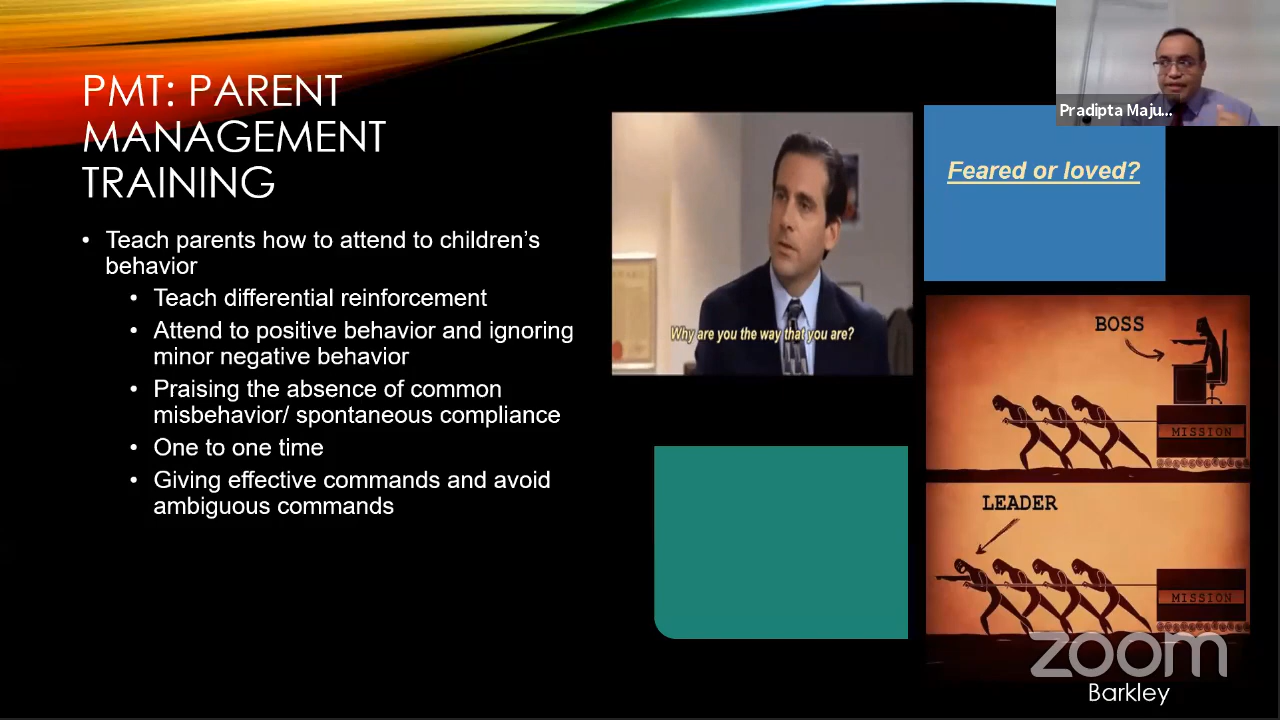 PMT: PARENT
MANAGEMENT
TRAINING
• Teach parents how to attend to children’s
behavior
• Teach differential reinforcement
• Attend to positive behavior and ignoring
minor negative behavior
• Praising the absence of common
misbehavior/ spontaneous compliance
• One to one time
• Giving effective commands and avoid
ambiguous commands
Why are you the way that you are?
Pradipta Maju...
Feared or loved?
BOSS
MISSION
LEADER
MISSION
zoom
Barkley